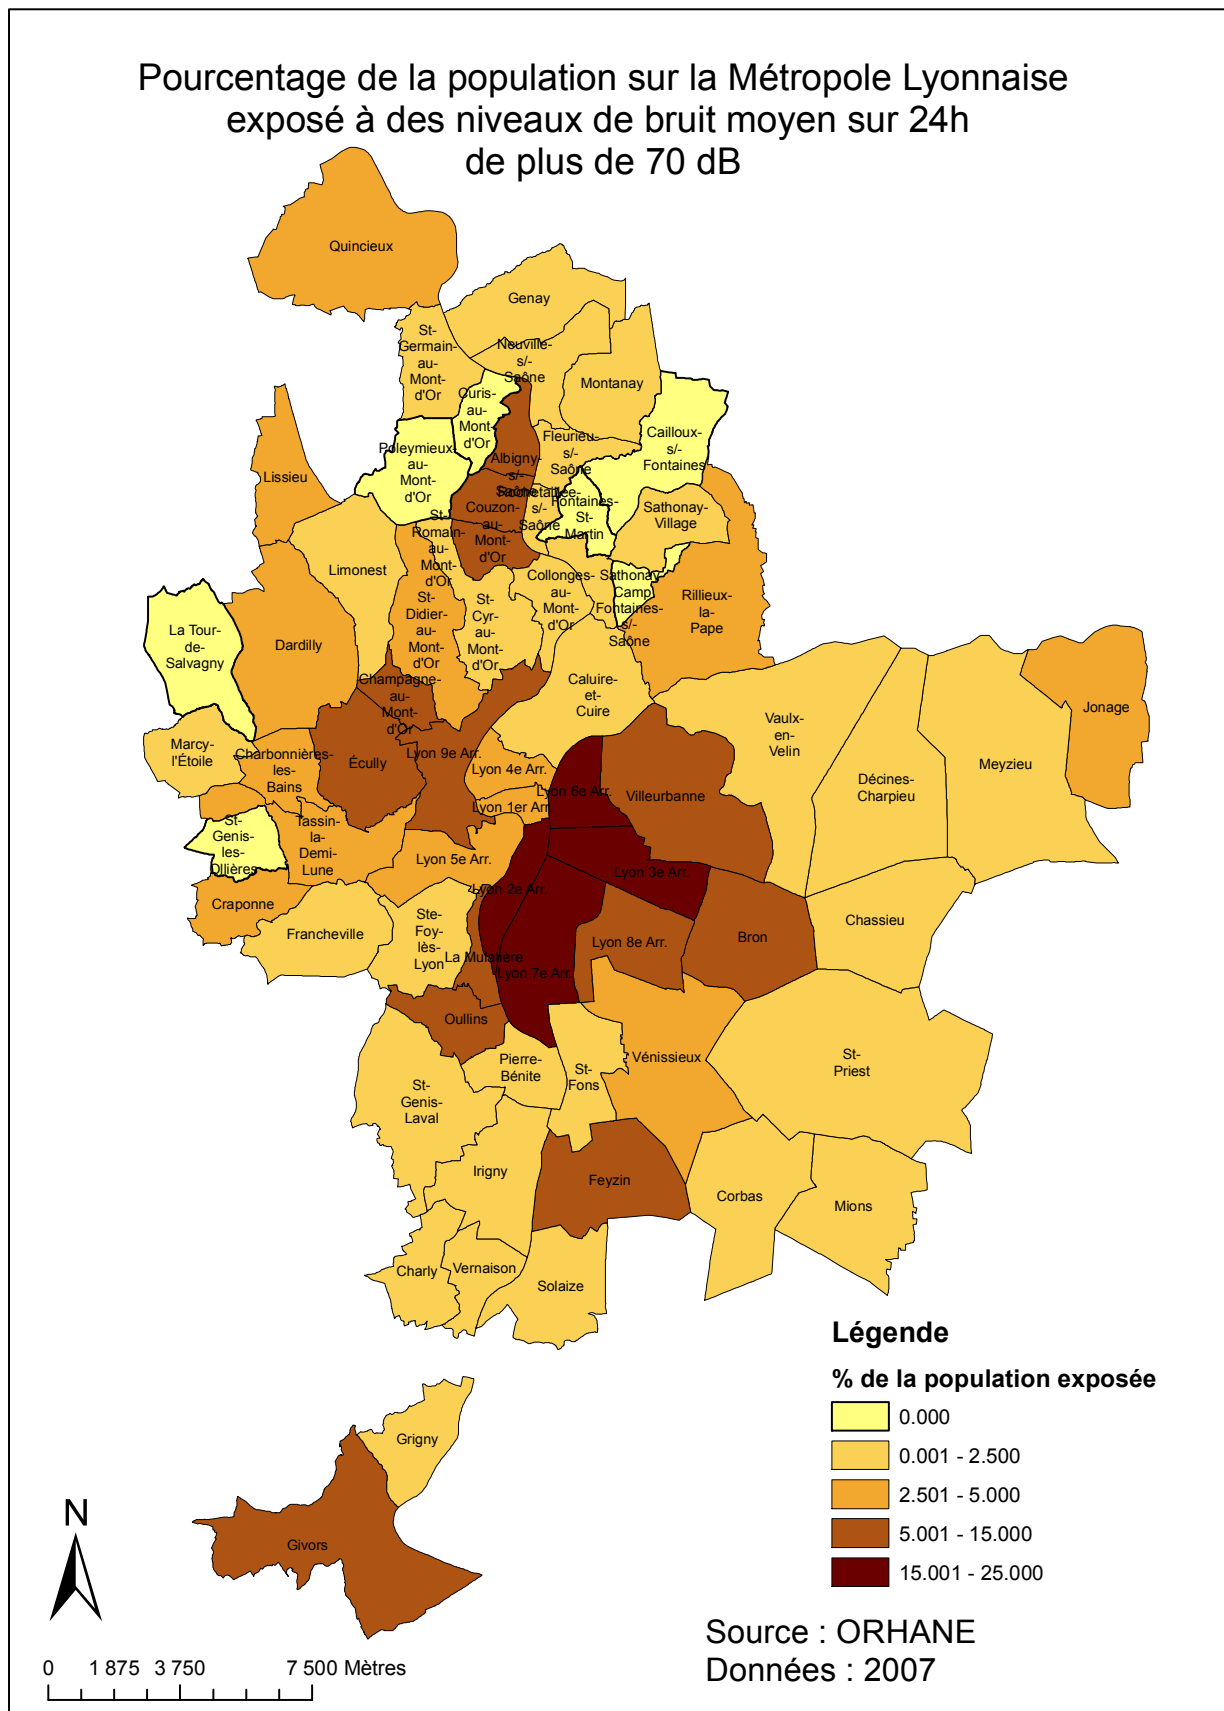 Pourcentage de la population sur la Métropole Lyonnaise
exposé à des niveaux de bruit moyen sur 24h
de plus de 70 dB
Quincieux
Genay
St-
Germain-
au-
Mont-
d'Or
Neuville-
s/-
Saône
Montanay
Curis-
au-
Mont-
d'Or
Poleymieux-
au-
Mont-
d'Or
Albigny-
s/-
Saône
Fleurieu-
s/-
Saône
Cailloux-
s/-
Fontaines
Lissieu
Rochetaillée-
s/-
Saône
Couzon-
au-
Mont-
d'Or
Fontaines-
St-
Martin
Sathonay-
Village
St-
Romain-
au-
Mont-
d'Or
Limonest
Collonges-
au-
Mont-
d'Or
Sathonay-
Camp
Fontaines-
s/-
Saône
Rillieux-
la-
Pape
St-
Didier-
au-
Mont-
d'Or
St-
Cyr-
au-
Mont-
d'Or
La Tour-
de-
Salvagny
Dardilly
Champagne-
au-
Mont-
d'Or
Caluire-
et-
Cuire
Vaulx-
en-
Velin
Jonage
Marcy-
l'Étoile
Charbonnières-
les-
Bains
Écully
Lyon 9e Arr.
Lyon 4e Arr.
Lyon 6e Arr.
Villeurbanne
Décines-
Charpieu
Meyzieu
Lyon 1er Arr.
St-
Genis-
les-
Ollières
Tassin-
la-
Demi-
Lune
Lyon 5e Arr.
Lyon 2e Arr.
Lyon 3e Arr.
Craponne
Francheville
Ste-
Foy-
lès-
Lyon
La Mulatière
Lyon 7e Arr.
Lyon 8e Arr.
Bron
Chassieu
Oullins
Pierre-
Bénite
St-
Fons
Vénissieux
St-
Priest
St-
Genis-
Laval
Irigny
Feyzin
Corbas
Mions
Charly
Vernaison
Solaize
Grigny
Givors
Légende
% de la population exposée
0.000
0.001 - 2.500
2.501 - 5.000
5.001 - 15.000
15.001 - 25.000
N
0 1 875 3 750 7 500 Mètres
Source : ORHANE
Données : 2007